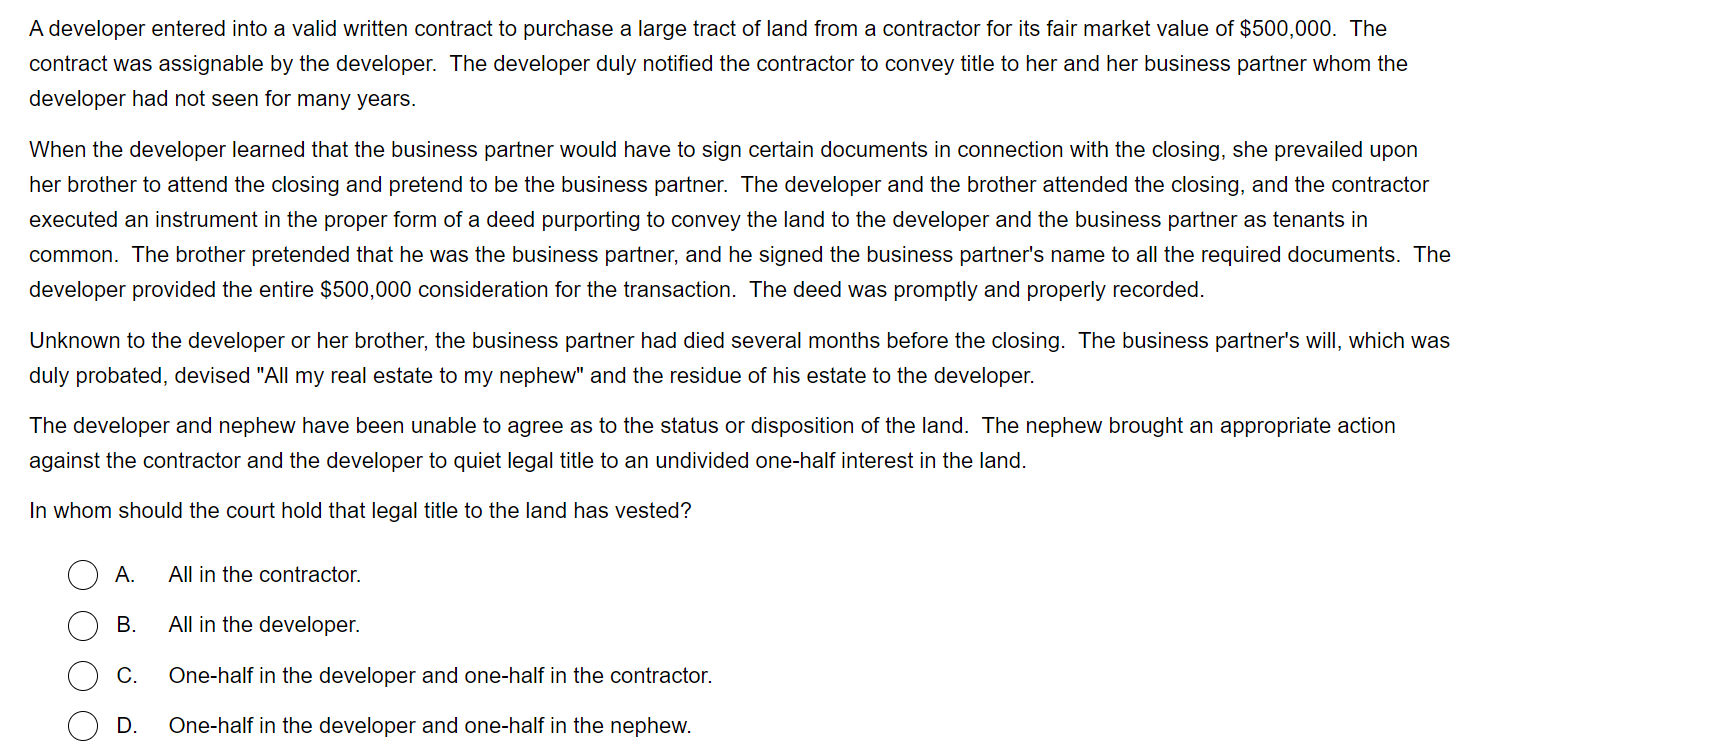 A developer entered into a valid written contract to purchase a large tract of land from a contractor for its fair market value of $500,000.  The
contract was assignable by the developer.  The developer duly notified the contractor to convey title to her and her business partner whom the
developer had not seen for many years.
When the developer learned that the business partner would have to sign certain documents in connection with the closing, she prevailed upon
her brother to attend the closing and pretend to be the business partner.  The developer and the brother attended the closing, and the contractor
executed an instrument in the proper form of a deed purporting to convey the land to the developer and the business partner as tenants in
common.  The brother pretended that he was the business partner, and he signed the business partner's name to all the required documents.  The
developer provided the entire $500,000 consideration for the transaction.  The deed was promptly and properly recorded.
Unknown to the developer or her brother, the business partner had died several months before the closing.  The business partner's will, which was
duly probated, devised "All my real estate to my nephew" and the residue of his estate to the developer.
The developer and nephew have been unable to agree as to the status or disposition of the land.  The nephew brought an appropriate action
against the contractor and the developer to quiet legal title to an undivided one-half interest in the land.
In whom should the court hold that legal title to the land has vested?
A. All in the contractor.
B. All in the developer.
C. One-half in the developer and one-half in the contractor.
D. One-half in the developer and one-half in the nephew.